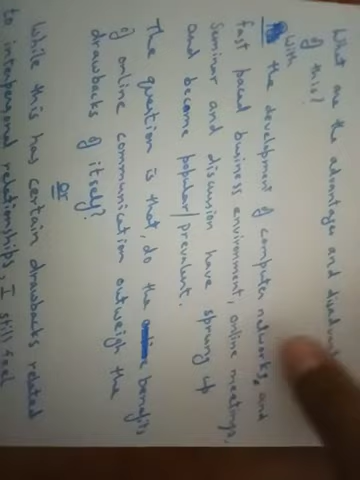 What are the advantages and
of this?
With
the development of computer networks, and
fast paced business environment, online meetings,
seminar and discussion have sprung up
and become popular/prevalent.
The question is that, do the benefits
of online communication outweigh the
drawbacks of itself?
or
While this has certain drawbacks related
to interpersonal relationships, I still feel